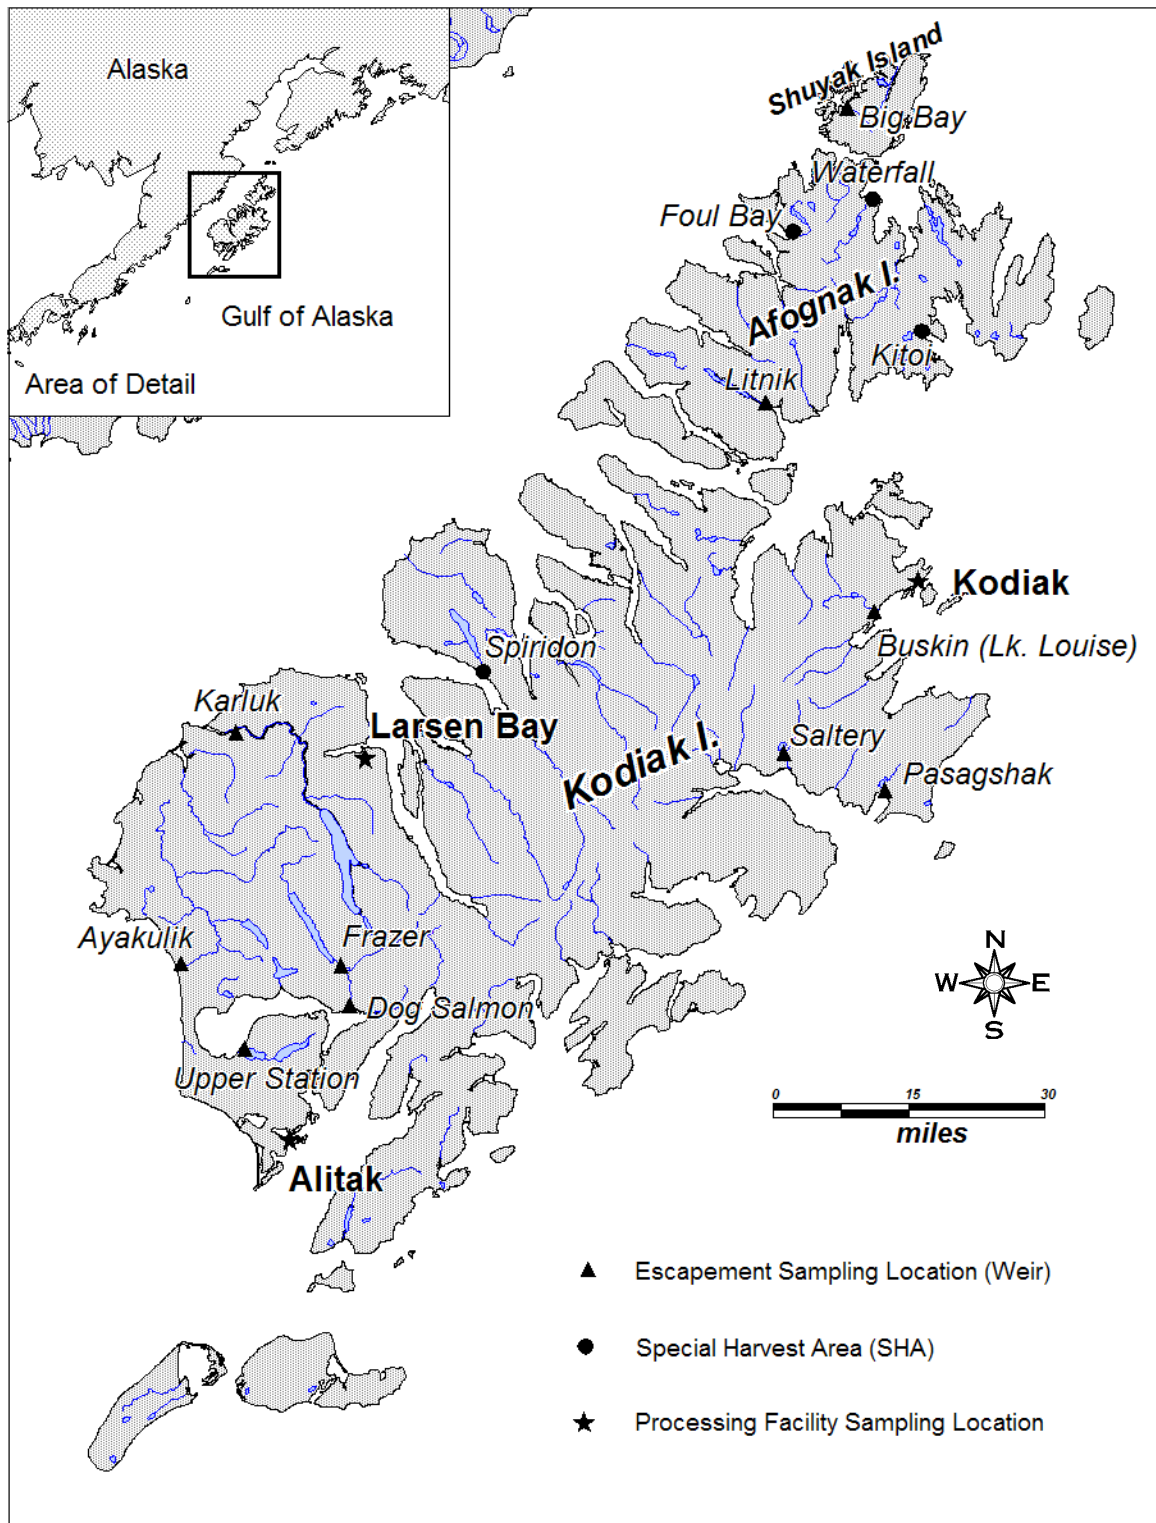 Alaska
Gulf of Alaska
Area of Detail
Shuyak Island
Big Bay
Waterfall
Foul Bay
Afognak I.
Kitoi
Litnik
Kodiak
Buskin (Lk. Louise)
Spiridon
Karluk
Larsen Bay
Kodiak I.
Saltery
Pasagshak
Ayakulik
Frazer
Dog Salmon
Upper Station
Alitak
N
W E
S
0 15 30
miles
Escapement Sampling Location (Weir)
Special Harvest Area (SHA)
Processing Facility Sampling Location